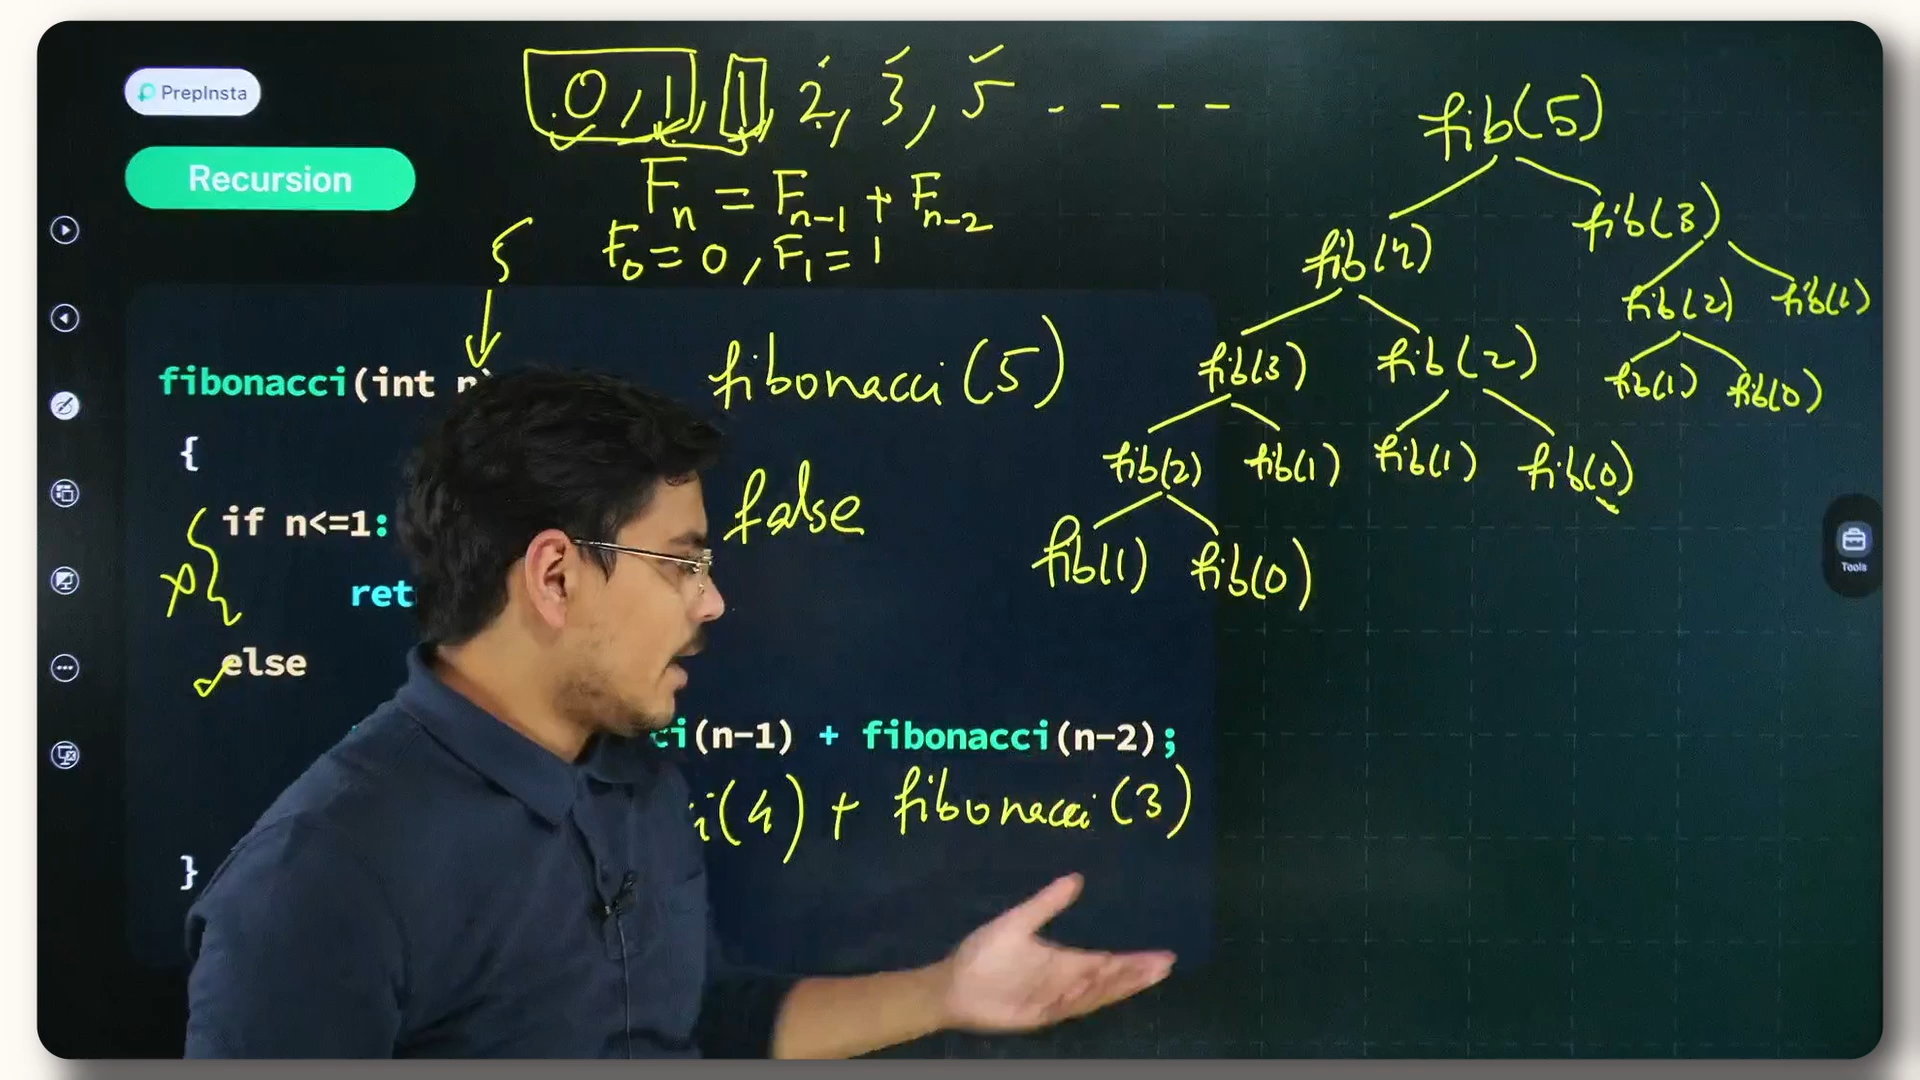 PrepInsta
Recursion
0, 1, 1, 2, 3, 5 - - - -
Fn = Fn-1 + Fn-2
F0 = 0, F1 = 1
5
fibonacci(int n)
{
if n<=1:
ret
else
ci(n-1) + fibonacci(n-2);
}
fibonacci(5)
false
i(4) + fibonacci(3)
fib(5)
fib(4) fib(3)
fib(3) fib(2) fib(2) fib(1)
fib(2) fib(1) fib(1) fib(0) fib(1) fib(0)
fib(1) fib(0)
Tools